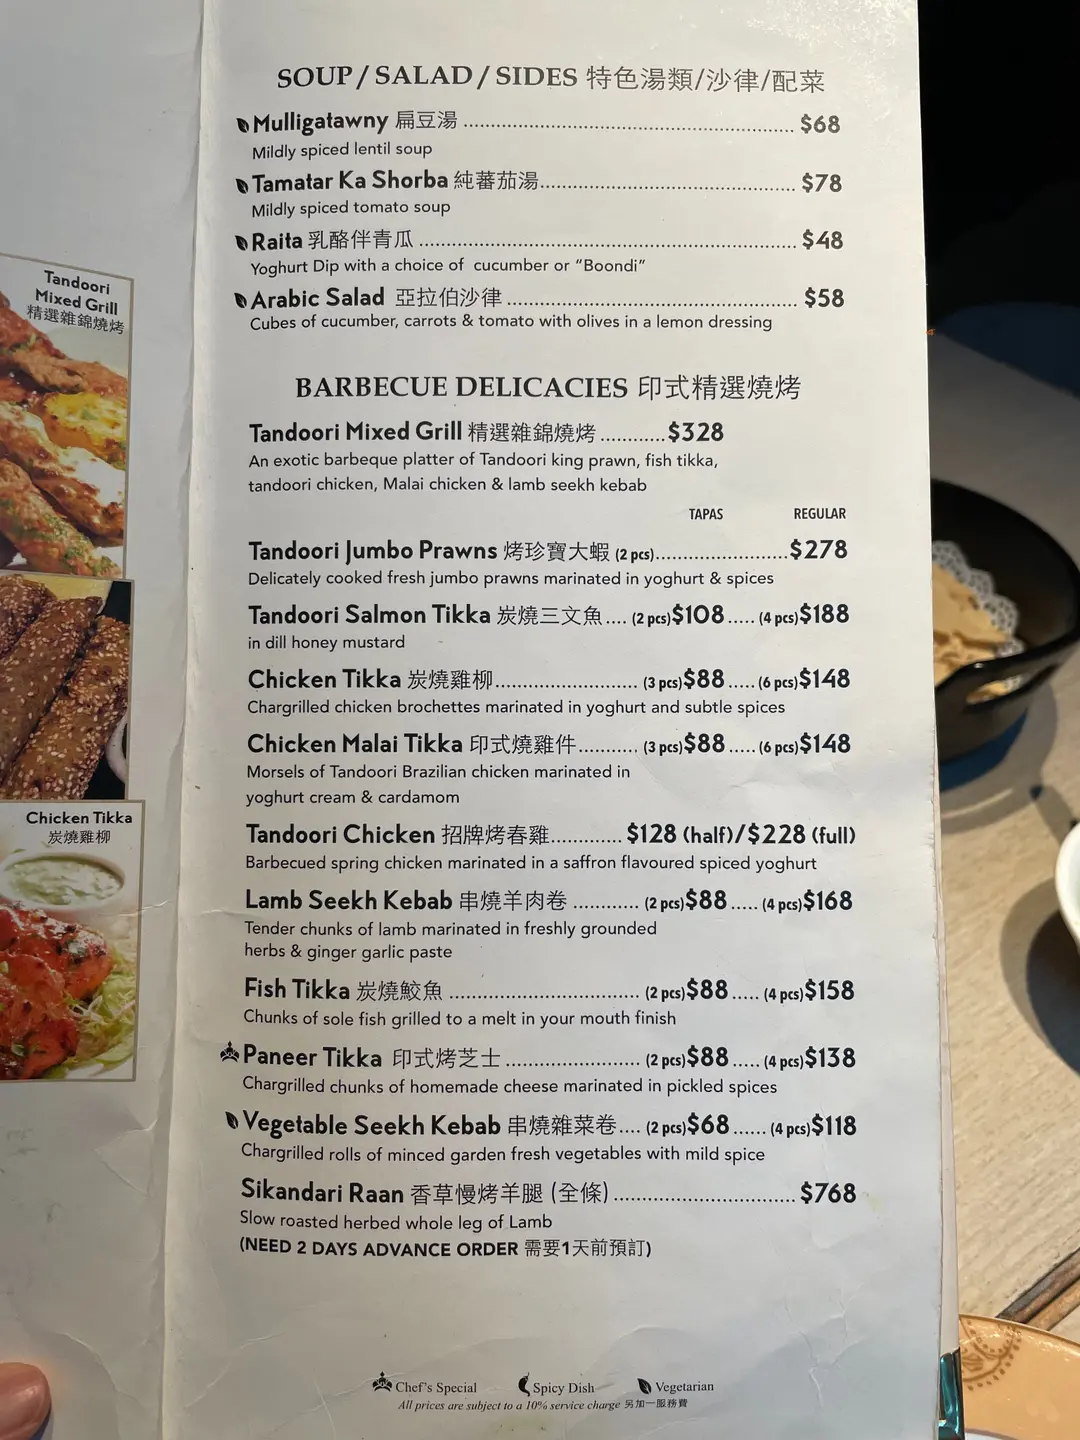 SOUP / SALAD / SIDES 特色湯類/沙律/配菜
Mulligatawny 扁豆湯 ........ $68
Mildly spiced lentil soup
Tamatar Ka Shorba 純蕃茄湯........ $78
Mildly spiced tomato soup
Raita 乳酪伴青瓜 ........ $48
Yoghurt Dip with a choice of cucumber or “Boondi”
Arabic Salad 亞拉伯沙律 ........ $58
Cubes of cucumber, carrots & tomato with olives in a lemon dressing
Tandoori
Mixed Grill
精選雜錦燒烤
BARBECUE DELICACIES 印式精選燒烤
Tandoori Mixed Grill 精選雜錦燒烤 ........ $328
An exotic barbeque platter of Tandoori king prawn, fish tikka,
tandoori chicken, Malai chicken & lamb seekh kebab
TAPAS REGULAR
Tandoori Jumbo Prawns 烤珍寶大蝦 (2 pcs)........ $278
Delicately cooked fresh jumbo prawns marinated in yoghurt & spices
Tandoori Salmon Tikka 炭燒三文魚.... (2 pcs)$108..... (4 pcs)$188
in dill honey mustard
Chicken Tikka 炭燒雞柳........ (3 pcs)$88..... (6 pcs)$148
Chargrilled chicken brochettes marinated in yoghurt and subtle spices
Chicken Malai Tikka 印式燒雞件........ (3 pcs)$88..... (6 pcs)$148
Morsels of Tandoori Brazilian chicken marinated in
yoghurt cream & cardamom
Tandoori Chicken 招牌烤春雞........ $128 (half)/$228 (full)
Barbecued spring chicken marinated in a saffron flavoured spiced yoghurt
Lamb Seekh Kebab 串燒羊肉卷 ........ (2 pcs)$88..... (4 pcs)$168
Tender chunks of lamb marinated in freshly grounded
herbs & ginger garlic paste
Fish Tikka 炭燒鮫魚 ........ (2 pcs)$88..... (4 pcs)$158
Chunks of sole fish grilled to a melt in your mouth finish
Paneer Tikka 印式烤芝士 ........ (2 pcs)$88..... (4 pcs)$138
Chargrilled chunks of homemade cheese marinated in pickled spices
Vegetable Seekh Kebab 串燒雜菜卷.... (2 pcs)$68...... (4 pcs)$118
Chargrilled rolls of minced garden fresh vegetables with mild spice
Sikandari Raan 香草慢烤羊腿 (全條)........ $768
Slow roasted herbed whole leg of Lamb
(NEED 2 DAYS ADVANCE ORDER 需要1天前預訂)
Chicken Tikka
炭燒雞柳
Chef's Special Spicy Dish Vegetarian
All prices are subject to a 10% service charge 另加一服務費